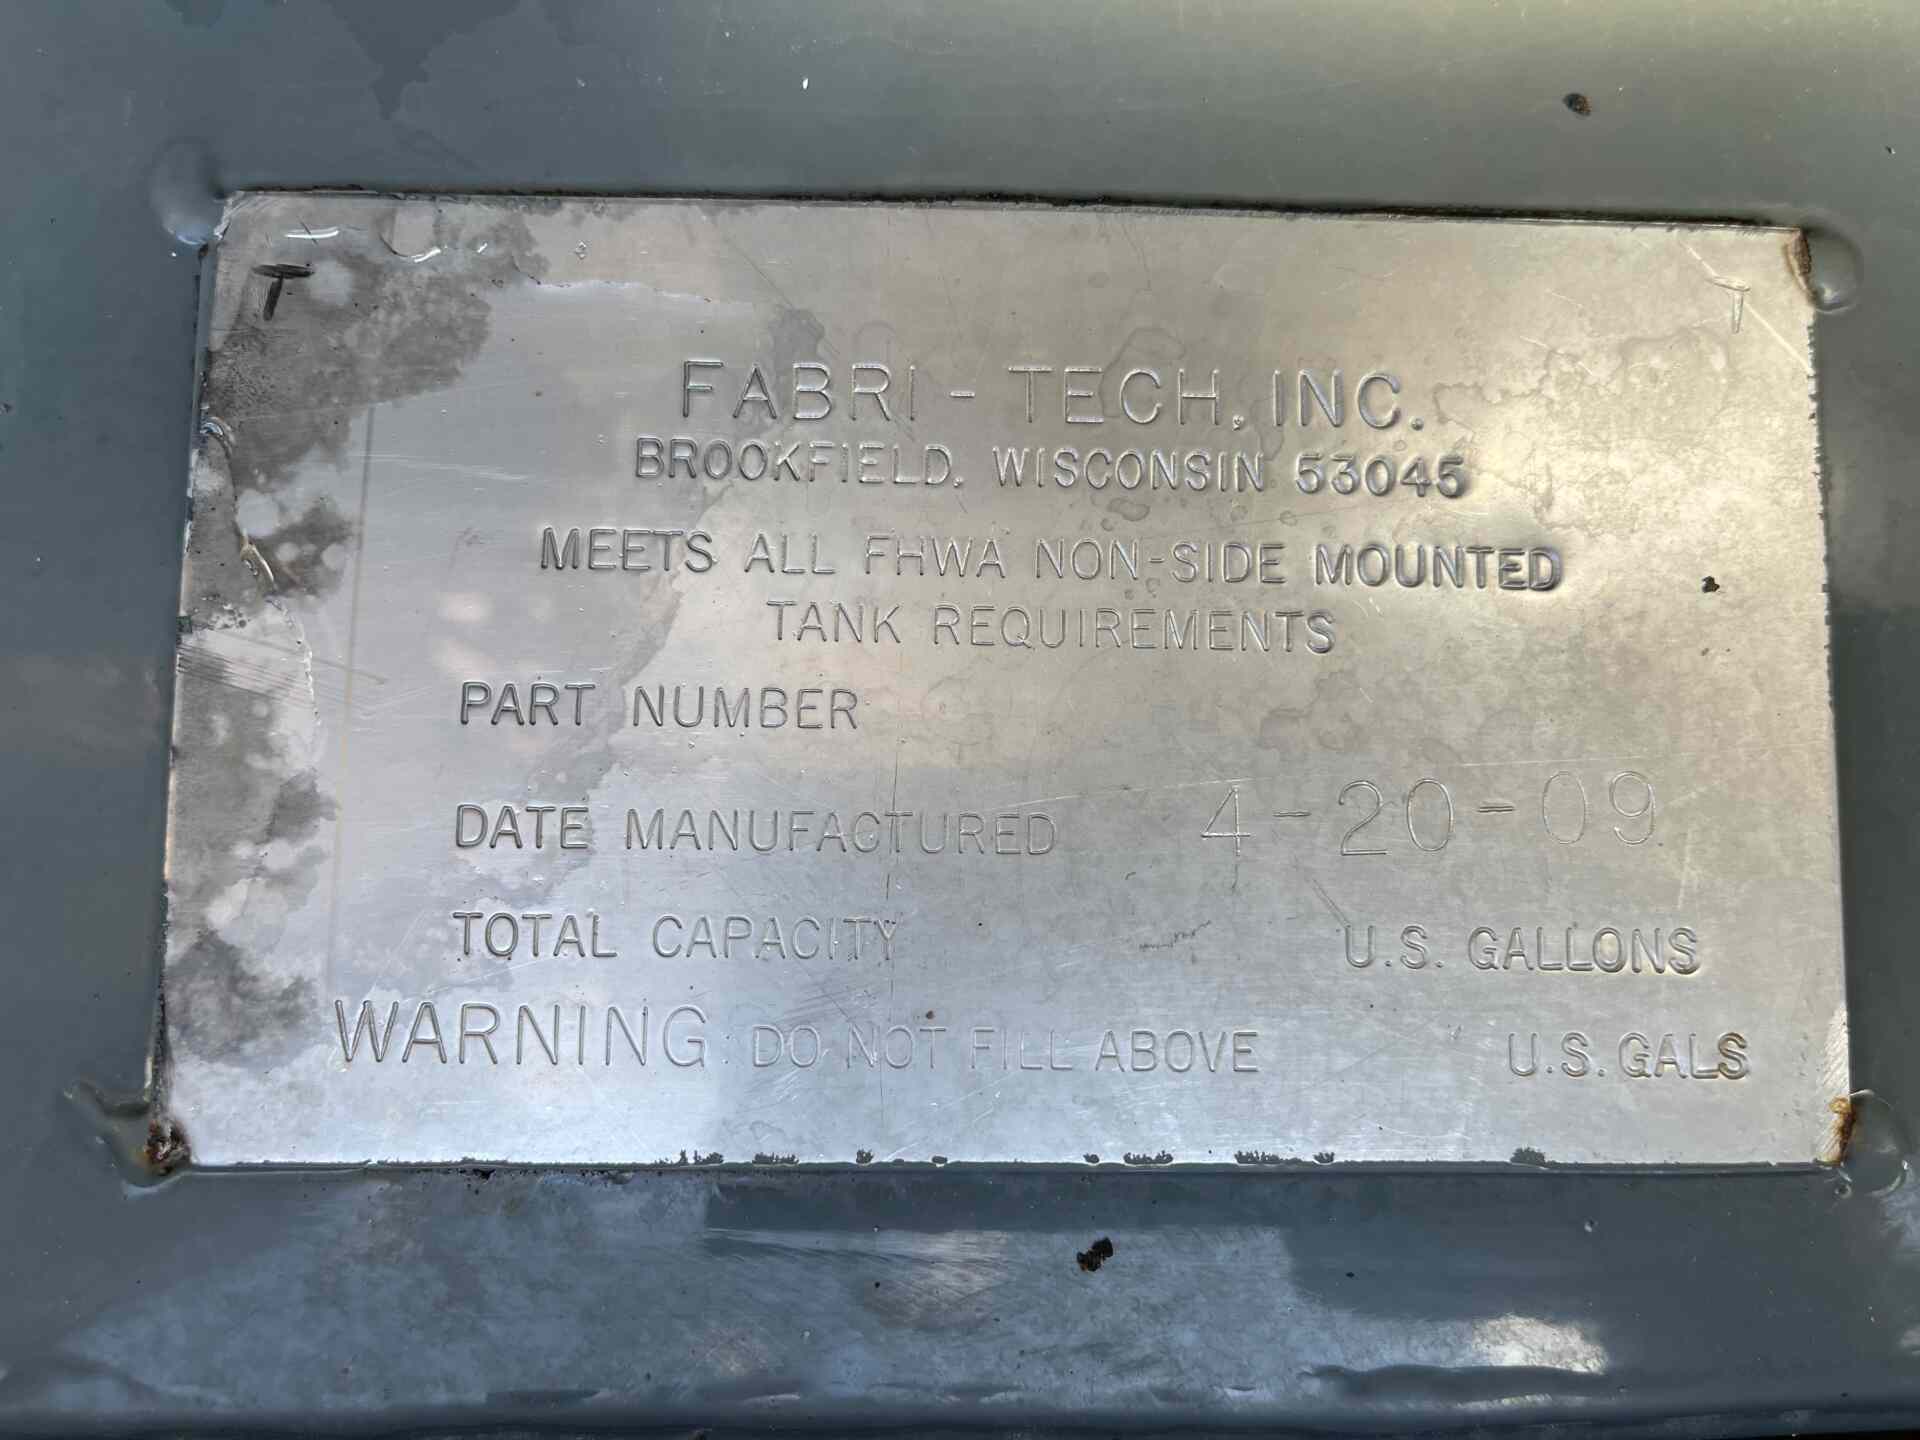 FABRI - TECH, INC.
BROOKFIELD, WISCONSIN 53045
MEETS ALL FHWA NON-SIDE MOUNTED
TANK REQUIREMENTS
PART NUMBER
DATE MANUFACTURED 4-20-09
TOTAL CAPACITY U.S. GALLONS
WARNING: DO NOT FILL ABOVE U.S. GALS